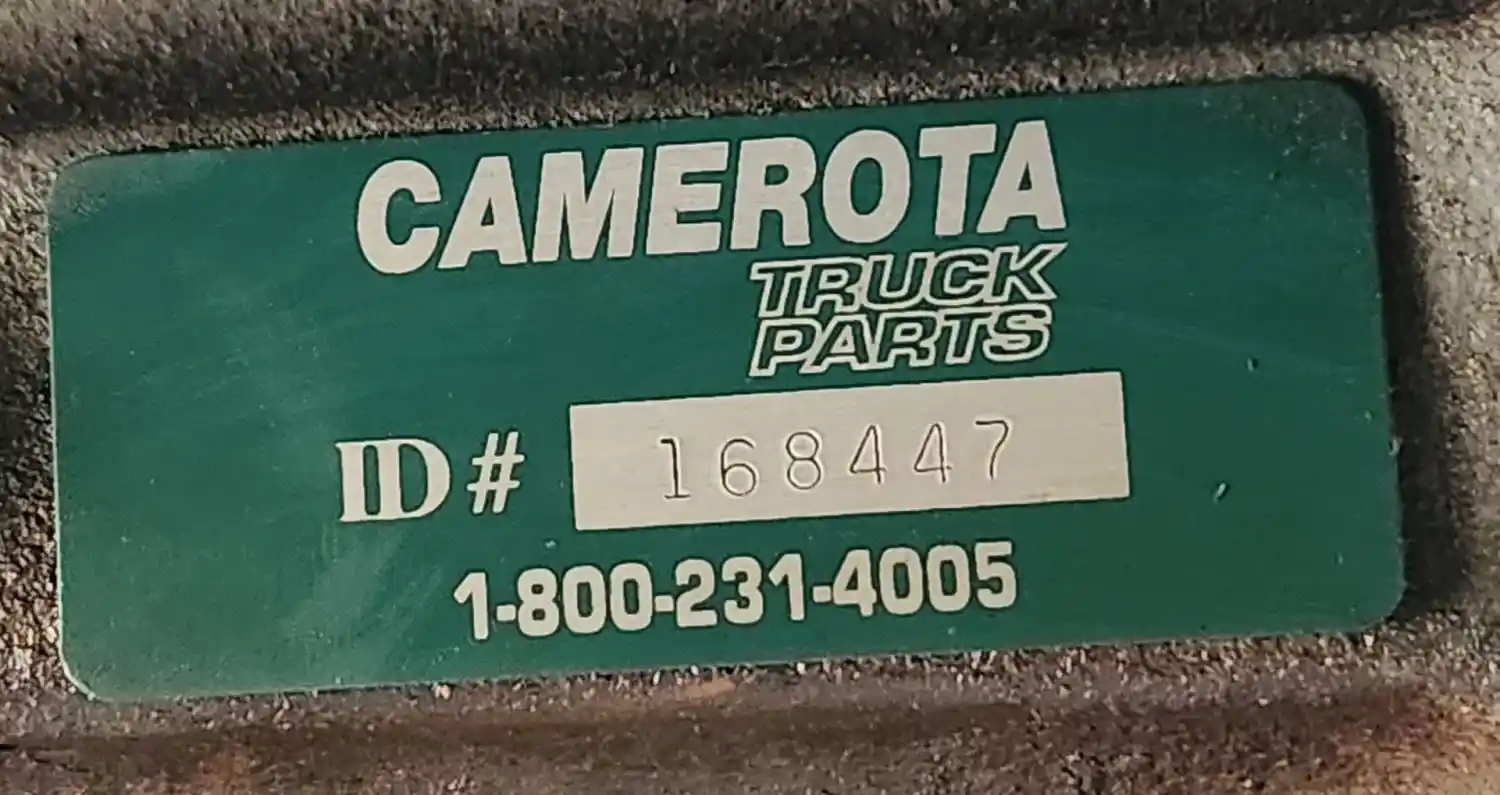 CAMEROTA
TRUCK
PARTS
ID# 168447
1-800-231-4005